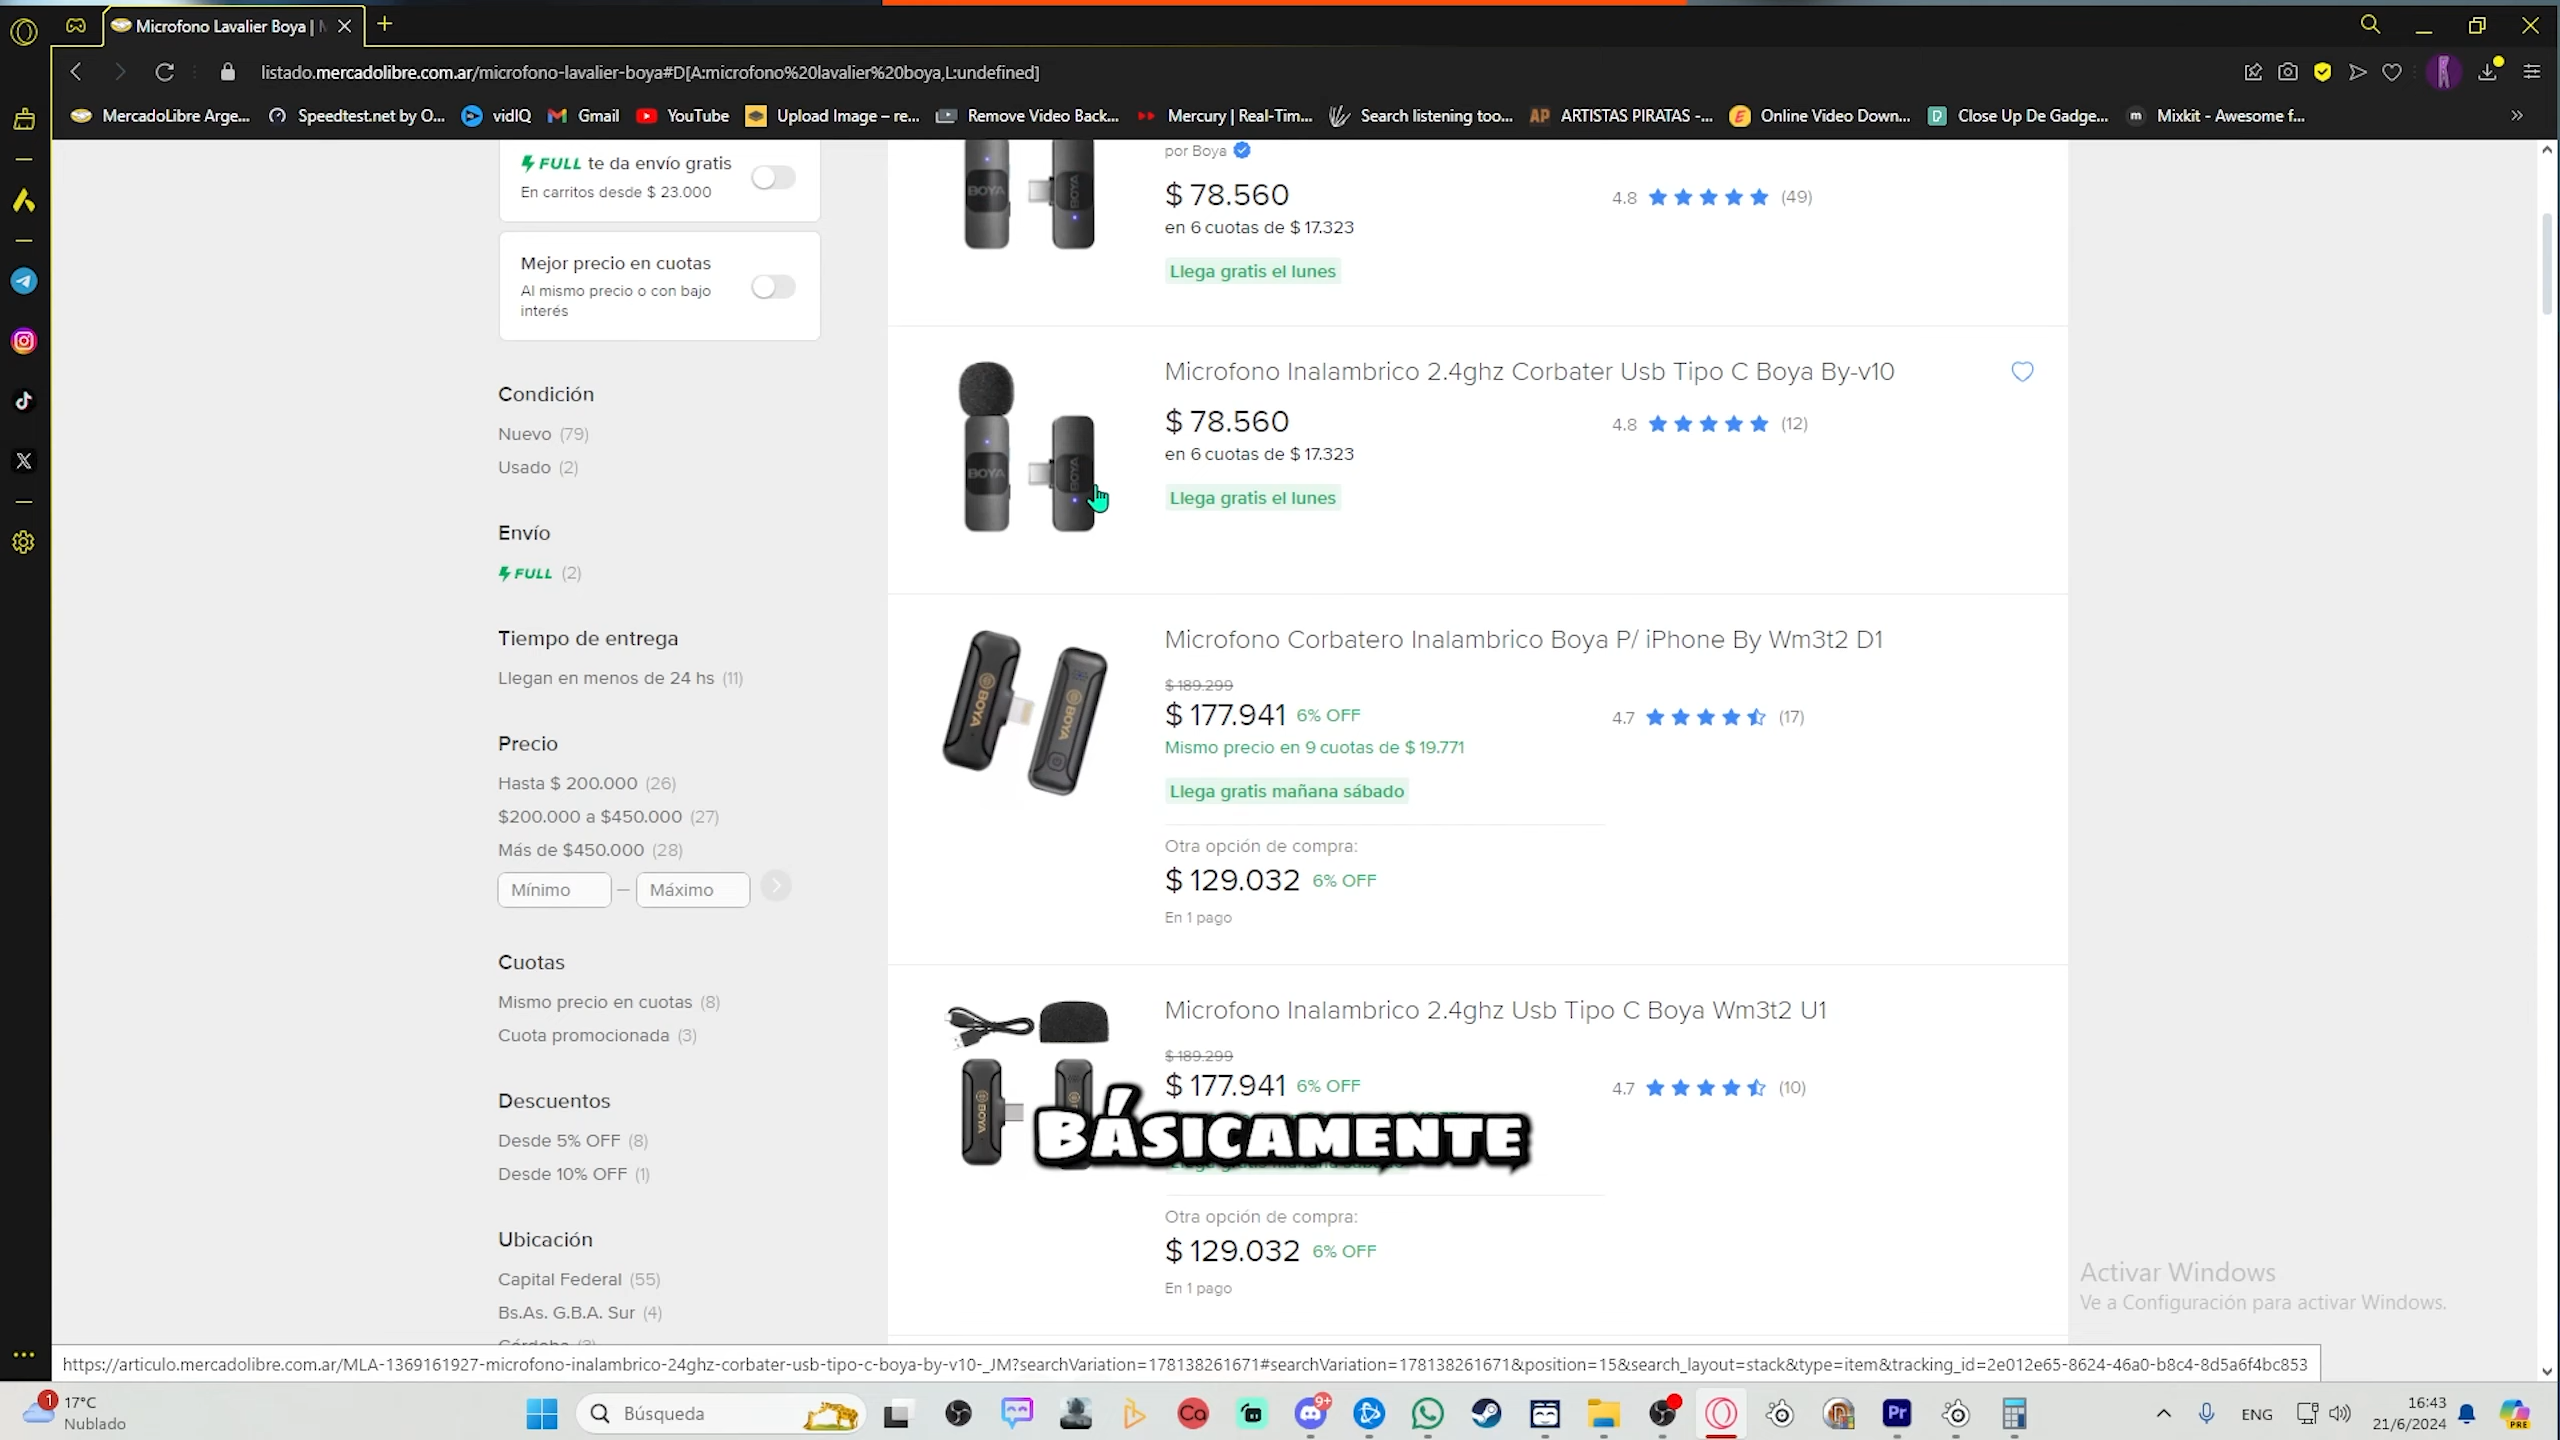 Microfono Lavalier Boya | M
listado.mercadolibre.com.ar/microfono-lavalier-boya#D[A:microfono%20lavalier%20boya,L:undefined]
MercadoLibre Arge...
Speedtest.net by O...
vidIQ
Gmail
YouTube
Upload Image – re...
Remove Video Back...
Mercury | Real-Tim...
Search listening too...
AP ARTISTAS PIRATAS -...
Online Video Down...
Close Up De Gadge...
Mixkit - Awesome f...
FULL te da envío gratis
En carritos desde $ 23.000
Mejor precio en cuotas
Al mismo precio o con bajo
interés
Condición
Nuevo (79)
Usado (2)
Envío
FULL (2)
Tiempo de entrega
Llegan en menos de 24 hs (11)
Precio
Hasta $ 200.000 (26)
$200.000 a $450.000 (27)
Más de $450.000 (28)
Mínimo — Máximo
Cuotas
Mismo precio en cuotas (8)
Cuota promocionada (3)
Descuentos
Desde 5% OFF (8)
Desde 10% OFF (1)
Ubicación
Capital Federal (55)
Bs.As. G.B.A. Sur (4)
por Boya
$ 78.560
4.8 (49)
en 6 cuotas de $ 17.323
Llega gratis el lunes
BOYA
BOYA
Microfono Inalambrico 2.4ghz Corbater Usb Tipo C Boya By-v10
$ 78.560
4.8 (12)
en 6 cuotas de $ 17.323
Llega gratis el lunes
BOYA
BOYA
Microfono Corbatero Inalambrico Boya P/ iPhone By Wm3t2 D1
$ 189.299
$ 177.941 6% OFF
4.7 (17)
Mismo precio en 9 cuotas de $ 19.771
Llega gratis mañana sábado
Otra opción de compra:
$ 129.032 6% OFF
En 1 pago
BOYA
BOYA
Microfono Inalambrico 2.4ghz Usb Tipo C Boya Wm3t2 U1
$ 189.299
$ 177.941 6% OFF
4.7 (10)
BOYA
BÁSICAMENTE
Otra opción de compra:
$ 129.032 6% OFF
En 1 pago
Activar Windows
Ve a Configuración para activar Windows.
https://articulo.mercadolibre.com.ar/MLA-1369161927-microfono-inalambrico-24ghz-corbater-usb-tipo-c-boya-by-v10-_JM?searchVariation=178138261671#searchVariation=178138261671&position=15&search_layout=stack&type=item&tracking_id=2e012e65-8624-46a0-b8c4-8d5a6f4bc853
1
17°C
Nublado
Búsqueda
Ca
9+
Pr
ENG
16:43
21/6/2024
PRE